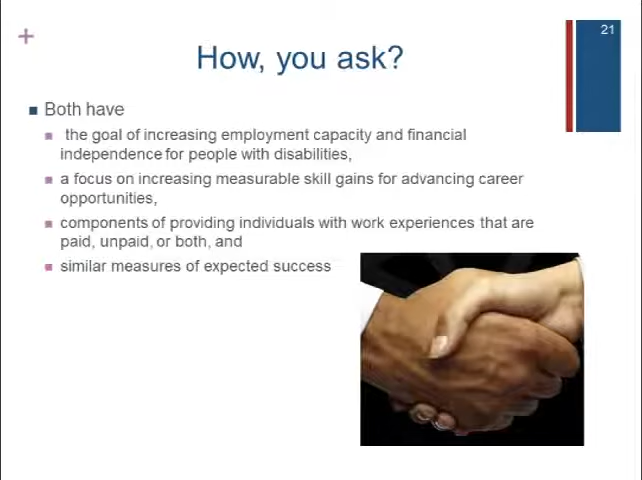 21
How, you ask?
Both have
the goal of increasing employment capacity and financial
independence for people with disabilities,
a focus on increasing measurable skill gains for advancing career
opportunities,
components of providing individuals with work experiences that are
paid, unpaid, or both, and
similar measures of expected success